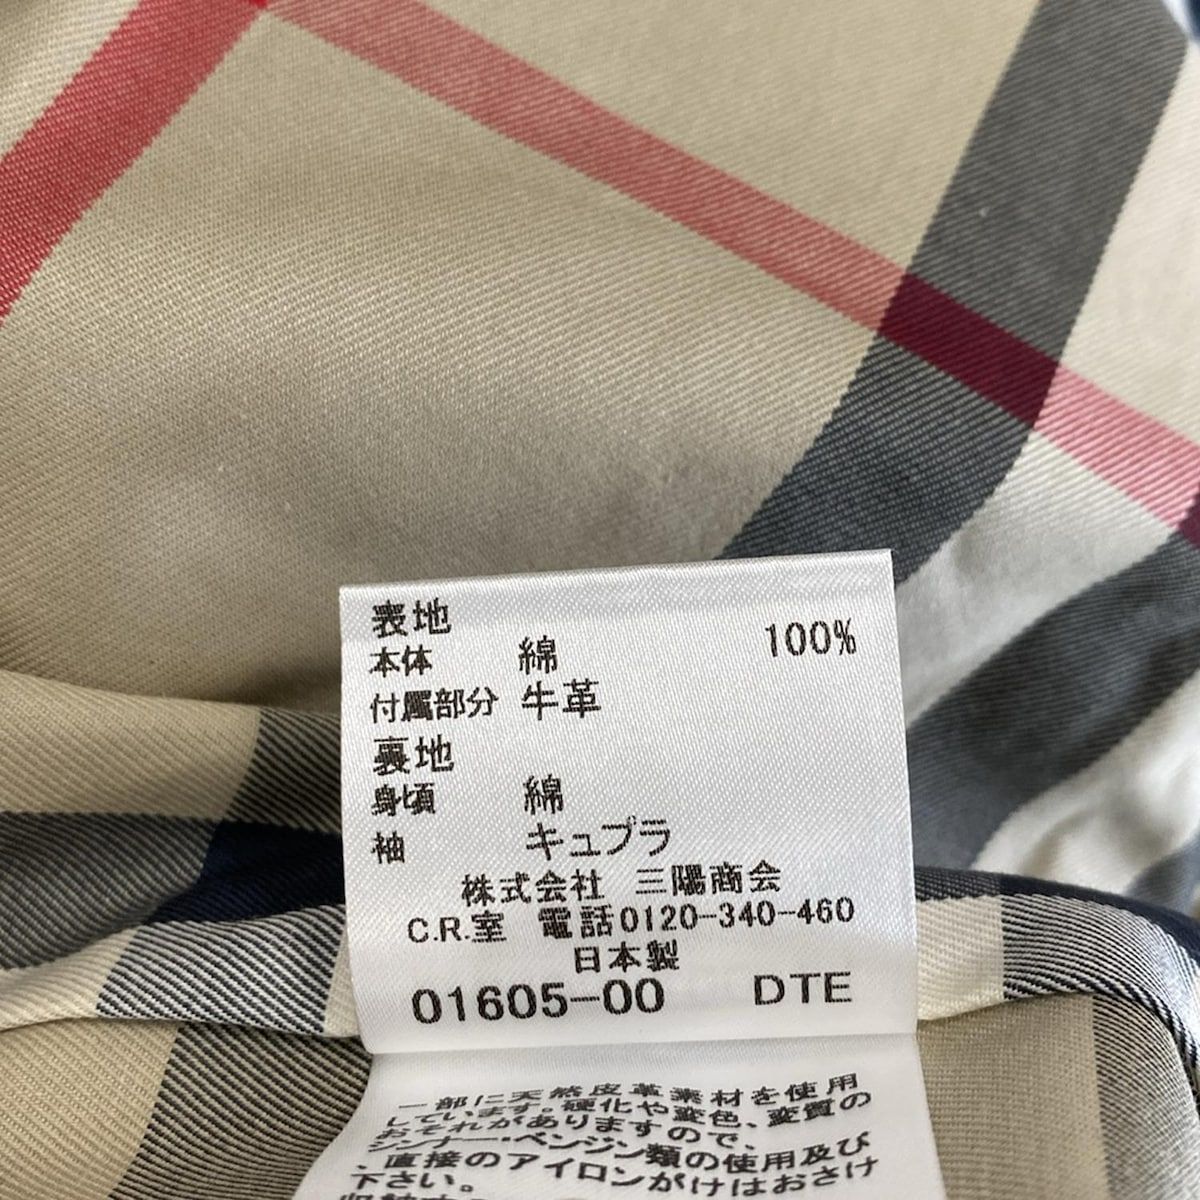 表地
本体 綿 100%
付属部分 牛革
裏地
身頃 綿
袖 キュプラ
株式会社 三陽商会
C.R.室 電話0120-340-460
日本製
01605-00 DTE
一部に天然皮革素材を使用
しています。硬化や変色、変質の
おそれがありますので、
シンナー・ベンジン類の使用及び
、直接のアイロンがけはおさけ
下さい。